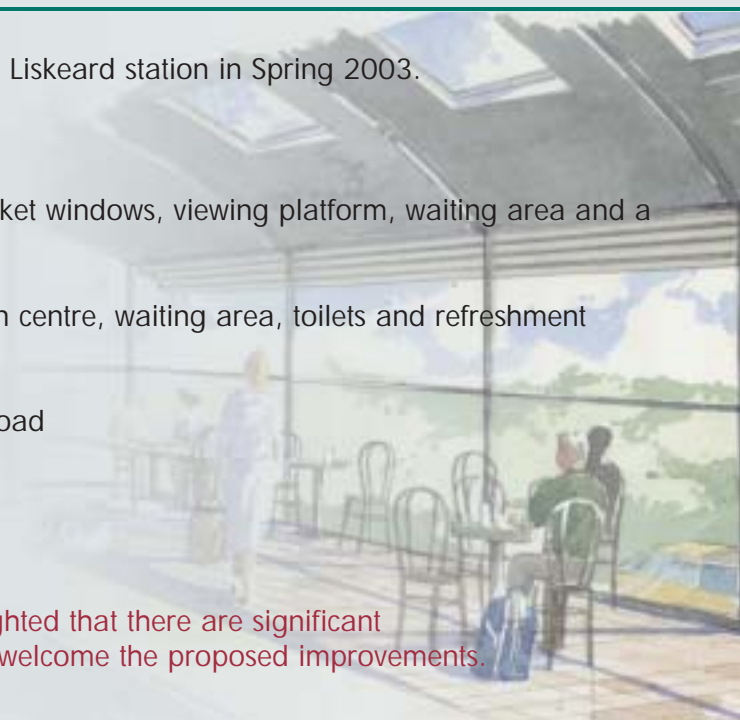 Liskeard station in Spring 2003.
ket windows, viewing platform, waiting area and a
n centre, waiting area, toilets and refreshment
oad
ghted that there are significant
welcome the proposed improvements.